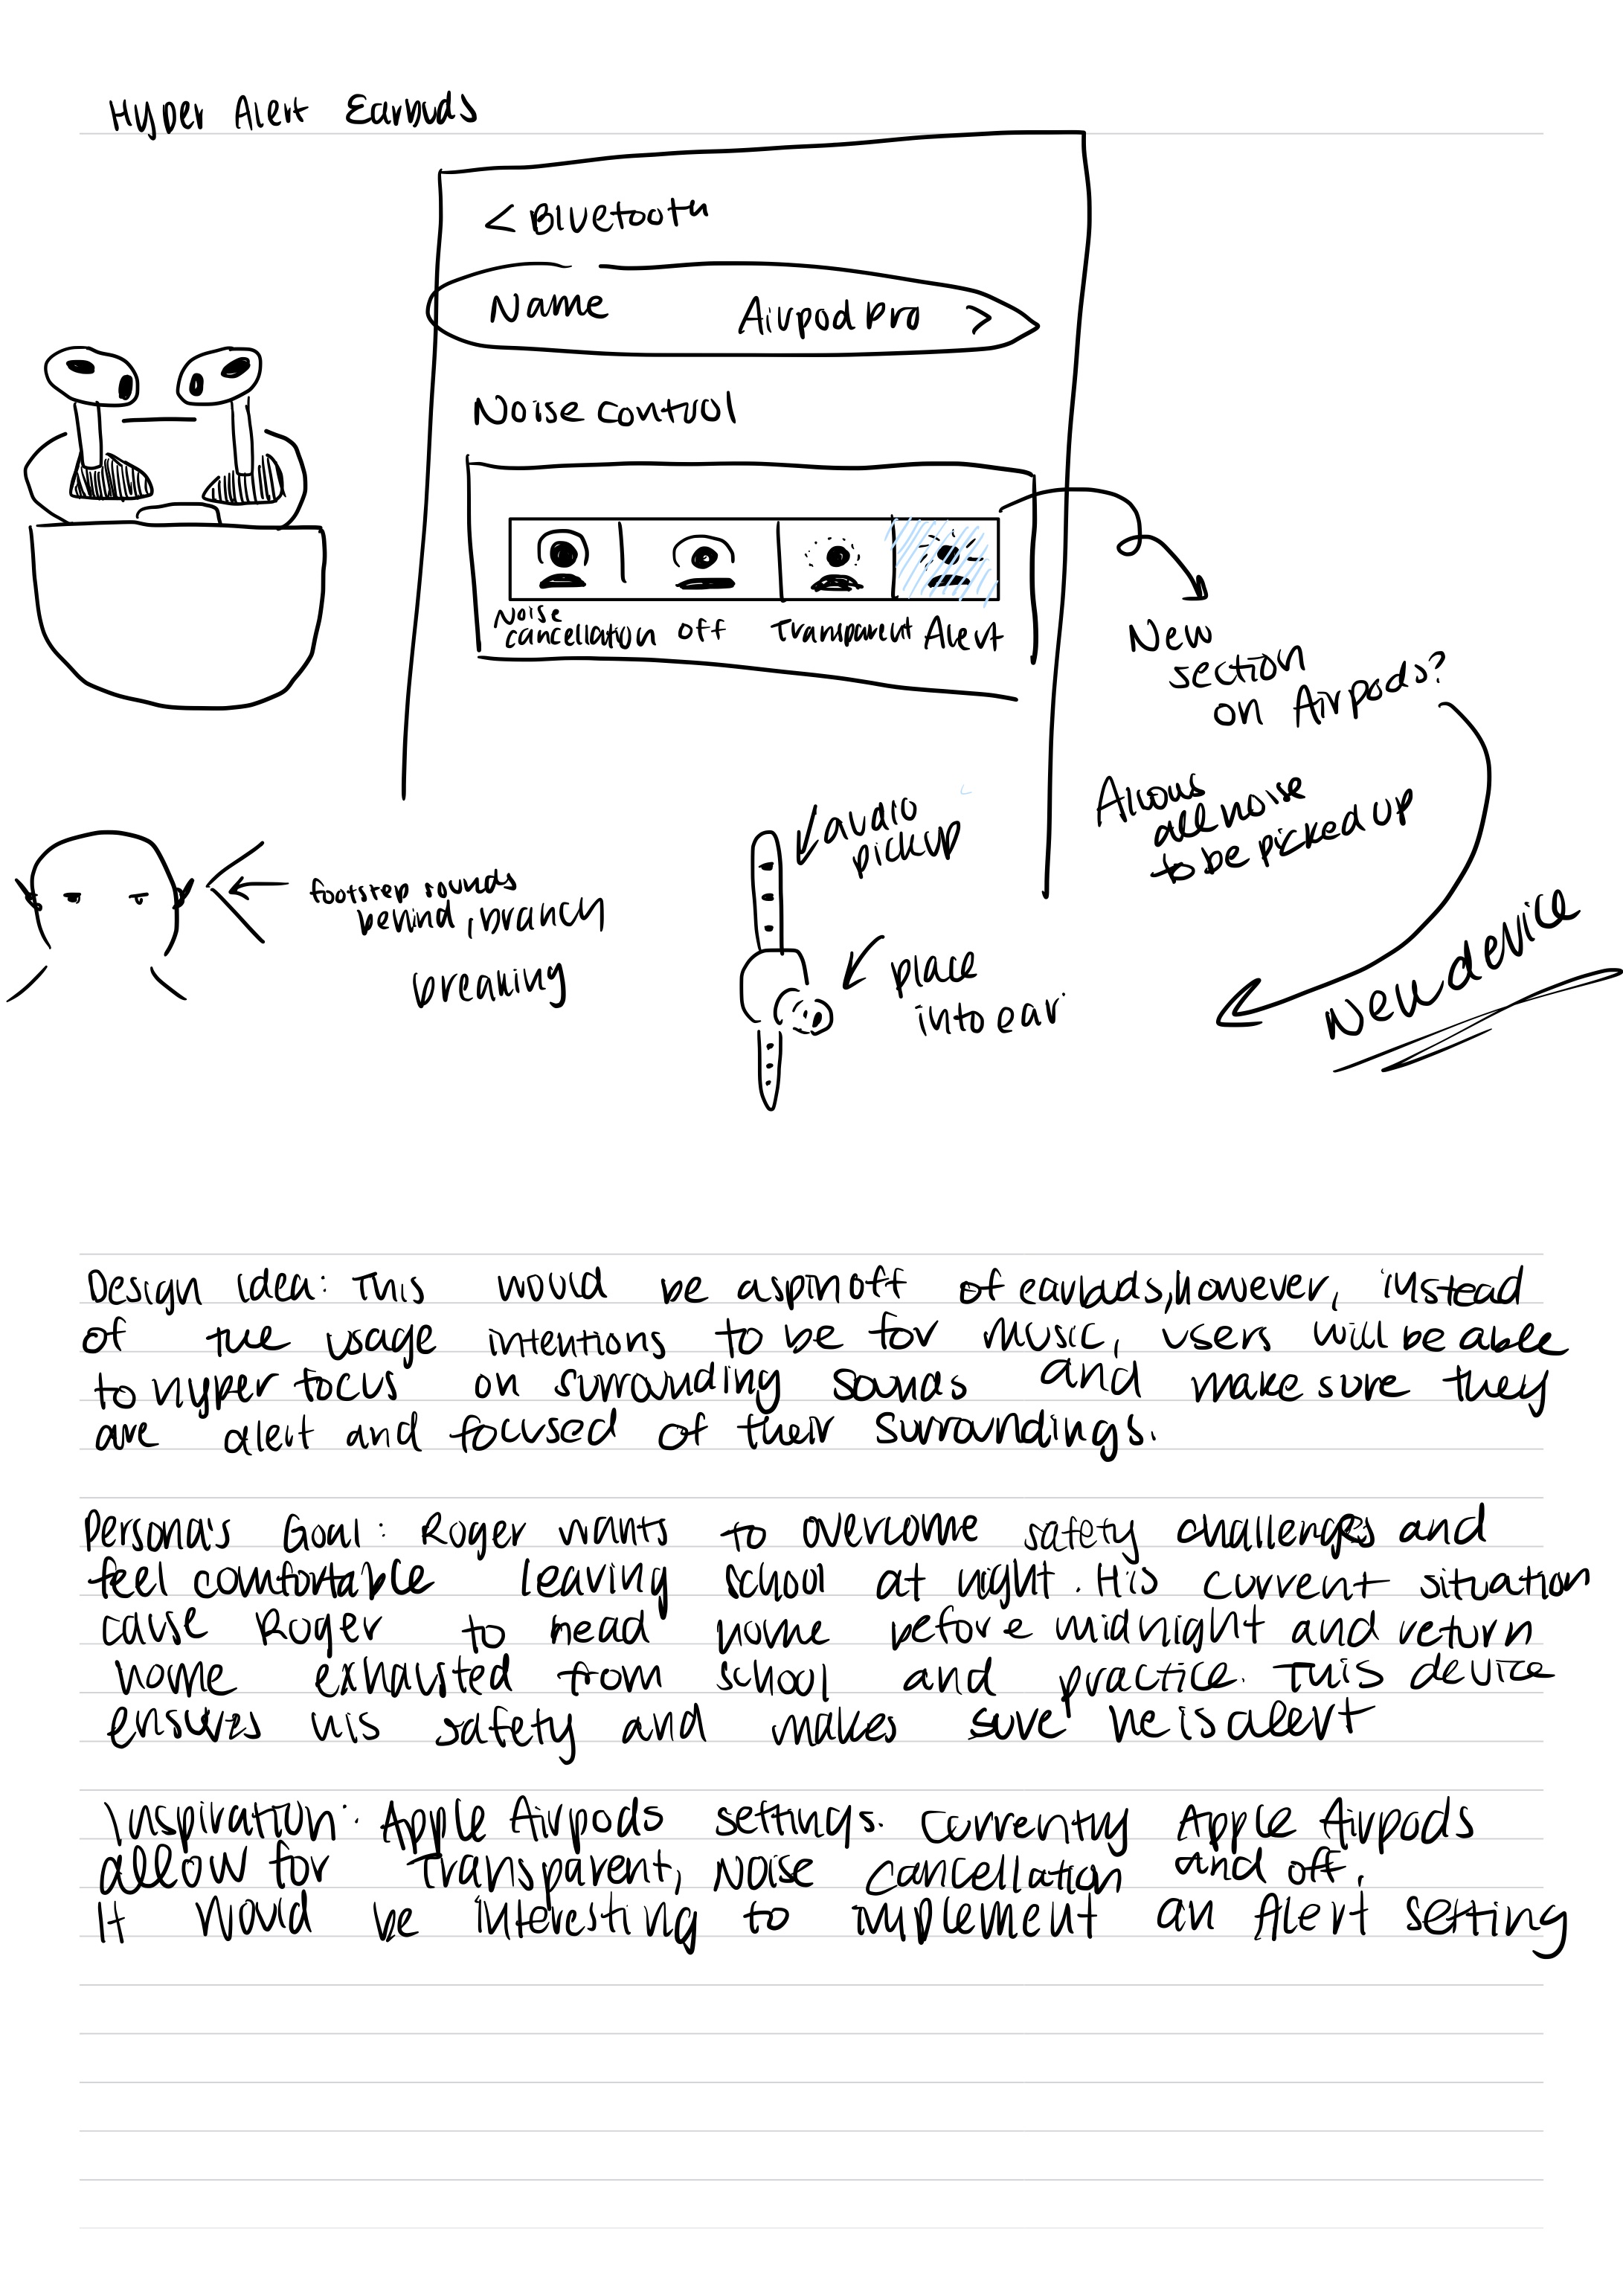 Hyper Alert Earbuds
< Bluetooth
Name Airpod Pro >
Noise control
Noise
cancellation off Transparent Alert
New
section
on Airpods?
Allows
all noise
to be picked up
New device
audio
pickup
place
into ear
footstep sounds
behind, branch
breaking
Design Idea: This would be a spinoff of earbuds, however, instead
of the usage intentions to be for music, users will be able
to hyper focus on surrounding sounds and make sure they
are alert and focused of their surroundings.
Persona's Goal: Roger wants to overcome safety challenges and
feel comfortable leaving school at night. His current situation
cause Roger to head home before midnight and return
home exhausted from school and practice. This device
ensures his safety and makes sure he is alert
Inspiration: Apple Airpods settings. Currently Apple Airpods
allow for Transparent, Noise Cancellation and off.
It would be interesting to implement an Alert setting